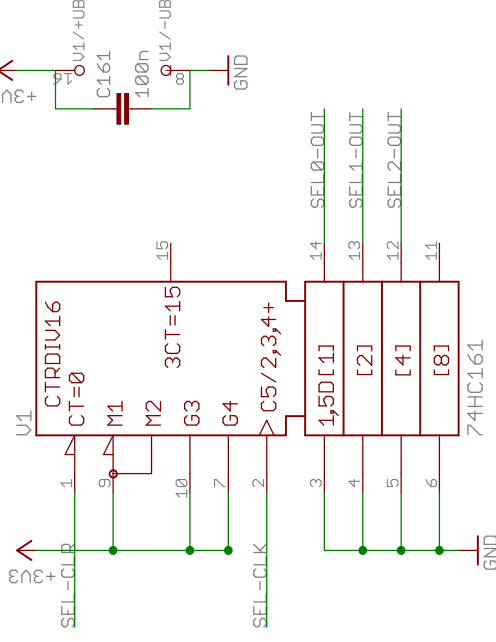 V1/+UB
16
C161
100n
V1/-UB
8
GND
+3V
SEL0-OUT
SEL1-OUT
SEL2-OUT
15
14
13
12
11
V1
CTRDIV16
CT=0
M1
M2
G3
G4
3CT=15
C5/2,3,4+
1,5D[1]
[2]
[4]
[8]
74HC161
1
9
10
7
2
3
4
5
6
+3V3
SEL-CLR
SEL-CLK
GND